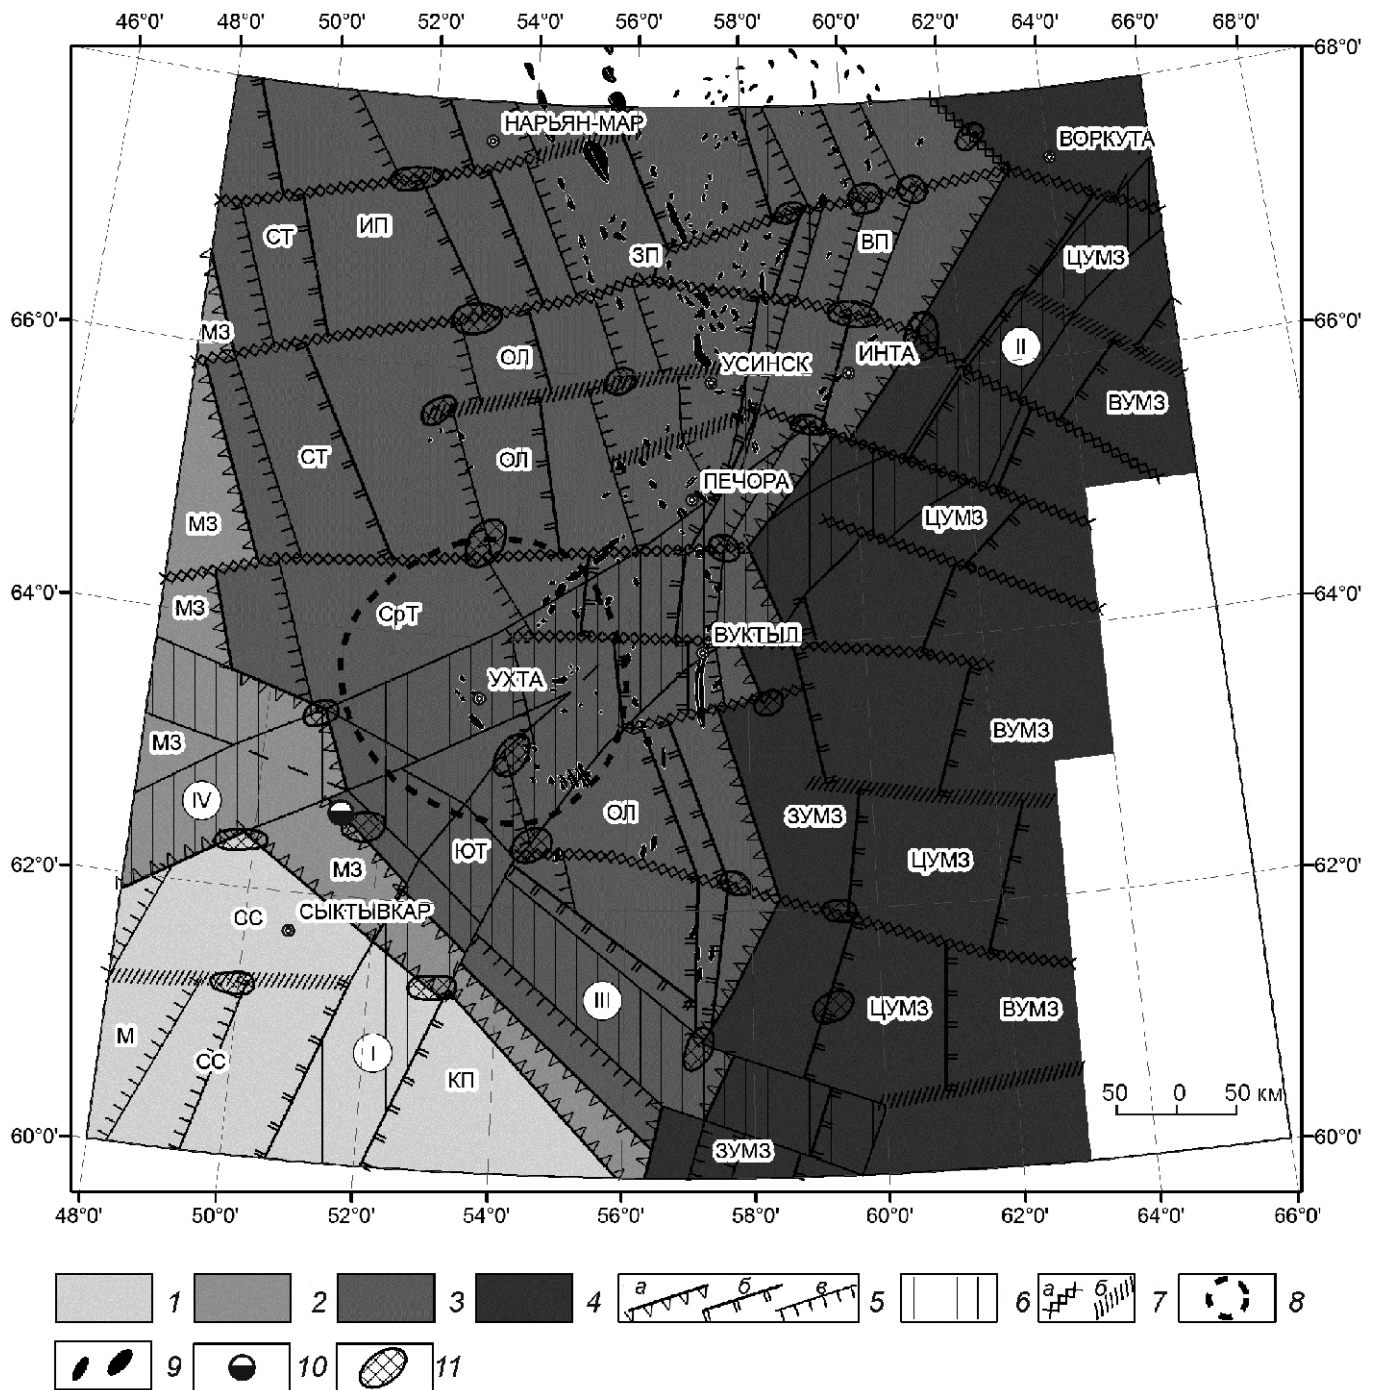 46°0' 48°0' 50°0' 52°0' 54°0' 56°0' 58°0' 60°0' 62°0' 64°0' 66°0' 68°0'
68°0'
НАРЬЯН-МАР
ВОРКУТА
СТ ИП ЗП ВП ЦУМЗ
66°0' МЗ 66°0'
ОЛ УСИНСК ИНТА II
ВУМЗ
СТ ОЛ ПЕЧОРА
МЗ ЦУМЗ
64°0' 64°0'
МЗ СрТ
ВУКТЫЛ
УХТА
МЗ ВУМЗ
IV ОЛ ЗУМЗ
62°0' МЗ ЮТ ЦУМЗ 62°0'
СС СЫКТЫВКАР
III ЦУМЗ ВУМЗ
М СС I КП
50 0 50 км
60°0' 60°0'
ЗУМЗ
48°0' 50°0' 52°0' 54°0' 56°0' 58°0' 60°0' 62°0' 64°0' 66°0'
1 2 3 4 а б в 5 6 а б 7 8
9 10 11